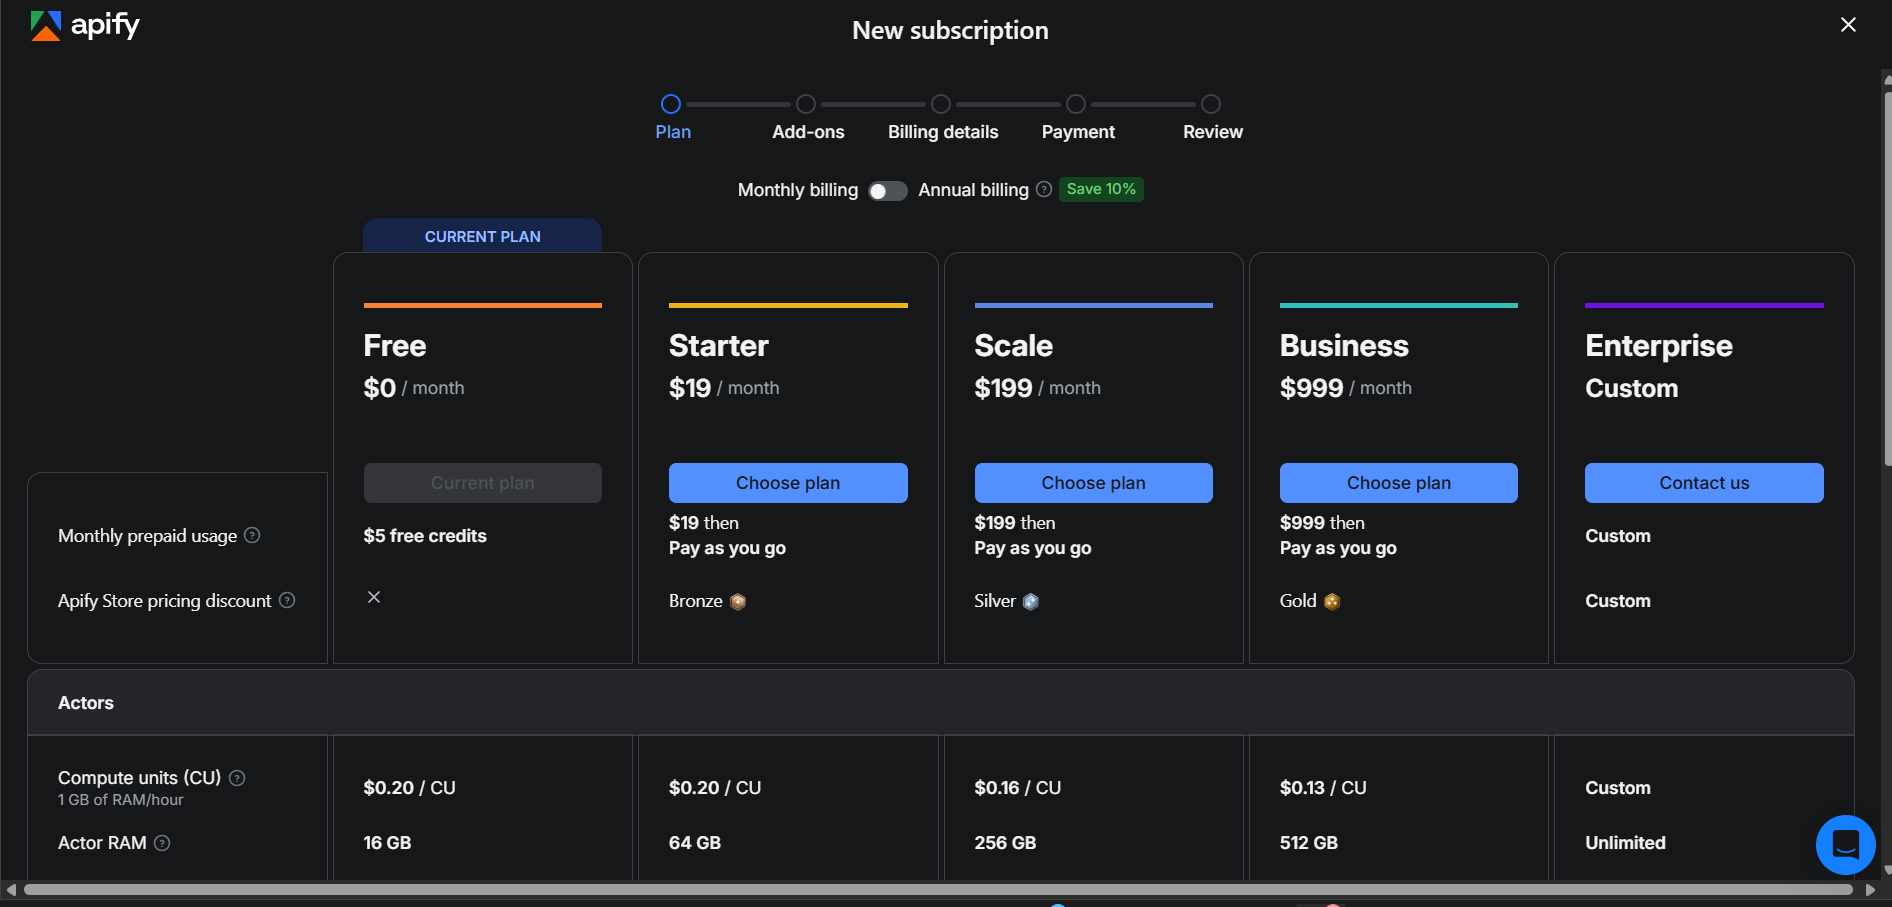 apify
New subscription
Plan
Add-ons
Billing details
Payment
Review
Monthly billing
Annual billing
Save 10%
CURRENT PLAN
Free
$0 / month
Current plan
Starter
$19 / month
Choose plan
Scale
$199 / month
Choose plan
Business
$999 / month
Choose plan
Enterprise
Custom
Contact us
Monthly prepaid usage
$5 free credits
$19 then
Pay as you go
$199 then
Pay as you go
$999 then
Pay as you go
Custom
Apify Store pricing discount
Bronze
Silver
Gold
Custom
Actors
Compute units (CU)
1 GB of RAM/hour
$0.20 / CU
$0.20 / CU
$0.16 / CU
$0.13 / CU
Custom
Actor RAM
16 GB
64 GB
256 GB
512 GB
Unlimited